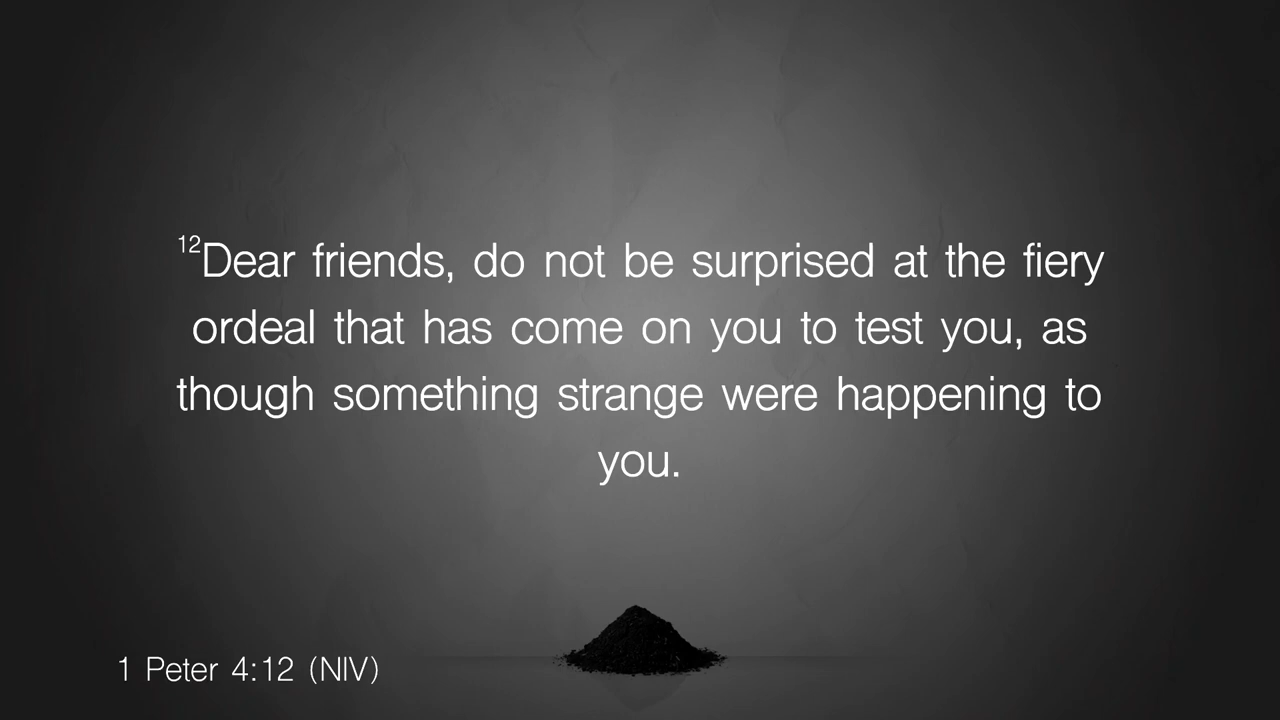 12Dear friends, do not be surprised at the fiery
ordeal that has come on you to test you, as
though something strange were happening to
you.
1 Peter 4:12 (NIV)